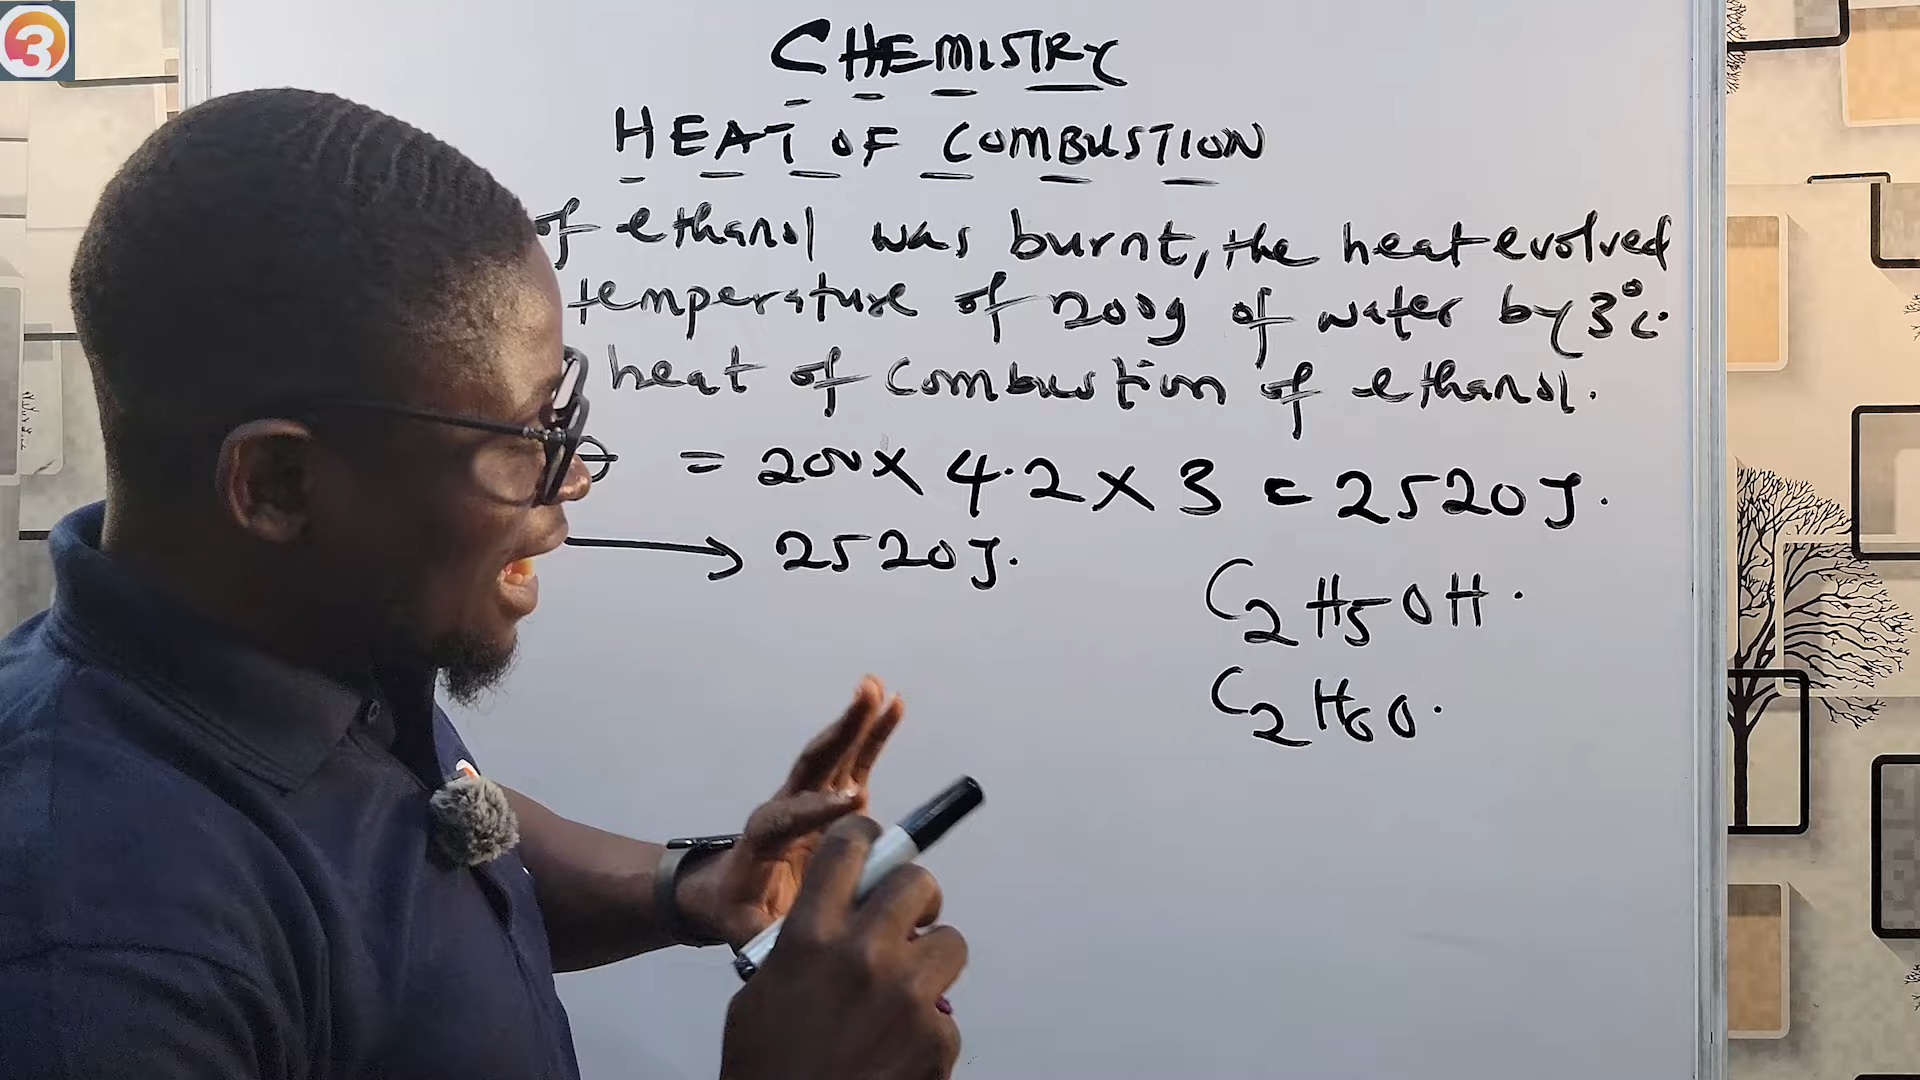 3
CHEMISTRY
HEAT OF COMBUSTION
of ethanol was burnt, the heat evolved
temperature of 200g of water by 3°C.
heat of combustion of ethanol.
θ = 200 x 4.2 x 3 = 2520J.
→ 2520J.
C2H5OH.
C2H6O.